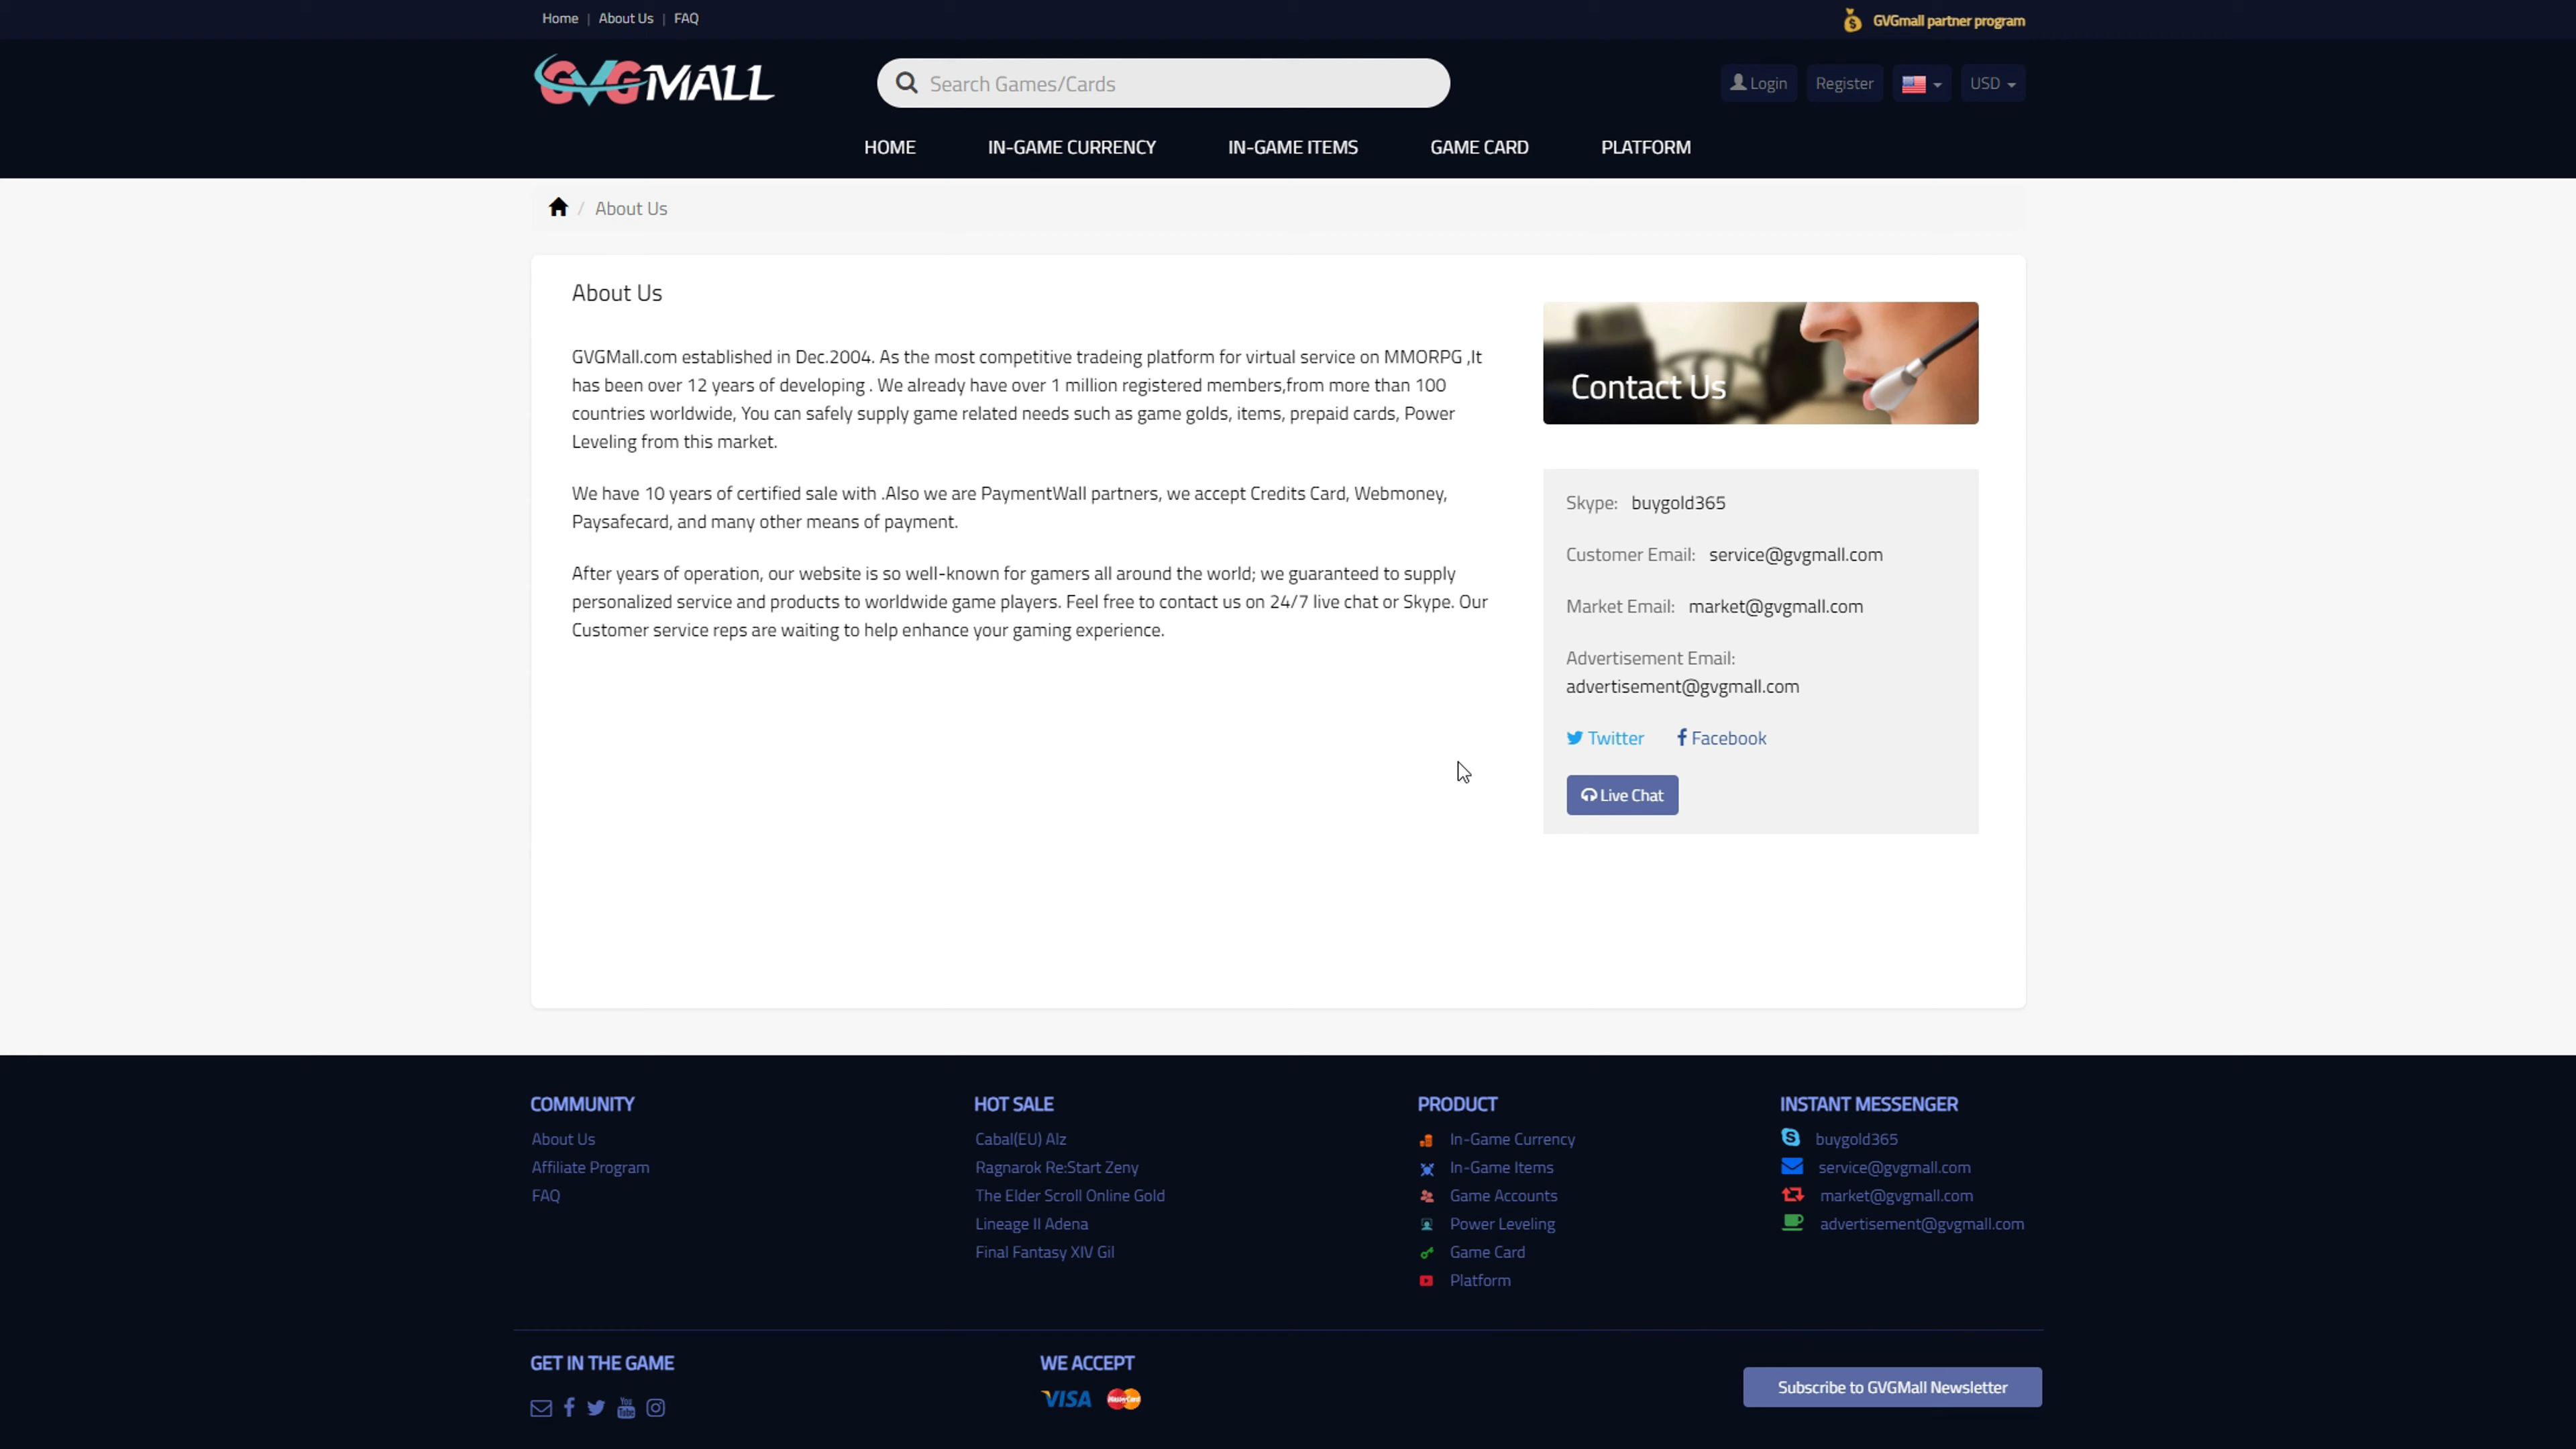 Home | About Us | FAQ
GVGmall partner program
GVGMALL
Search Games/Cards
Login
Register
USD
HOME
IN-GAME CURRENCY
IN-GAME ITEMS
GAME CARD
PLATFORM
/ About Us
About Us
GVGMall.com established in Dec.2004. As the most competitive tradeing platform for virtual service on MMORPG ,It
has been over 12 years of developing . We already have over 1 million registered members,from more than 100
countries worldwide, You can safely supply game related needs such as game golds, items, prepaid cards, Power
Leveling from this market.
We have 10 years of certified sale with .Also we are PaymentWall partners, we accept Credits Card, Webmoney,
Paysafecard, and many other means of payment.
After years of operation, our website is so well-known for gamers all around the world; we guaranteed to supply
personalized service and products to worldwide game players. Feel free to contact us on 24/7 live chat or Skype. Our
Customer service reps are waiting to help enhance your gaming experience.
Contact Us
Skype: buygold365
Customer Email: service@gvgmall.com
Market Email: market@gvgmall.com
Advertisement Email:
advertisement@gvgmall.com
Twitter
Facebook
Live Chat
COMMUNITY
About Us
Affiliate Program
FAQ
HOT SALE
Cabal(EU) Alz
Ragnarok Re:Start Zeny
The Elder Scroll Online Gold
Lineage II Adena
Final Fantasy XIV Gil
PRODUCT
In-Game Currency
In-Game Items
Game Accounts
Power Leveling
Game Card
Platform
INSTANT MESSENGER
buygold365
service@gvgmall.com
market@gvgmall.com
advertisement@gvgmall.com
GET IN THE GAME
You Tube
WE ACCEPT
VISA
MasterCard
Subscribe to GVGMall Newsletter